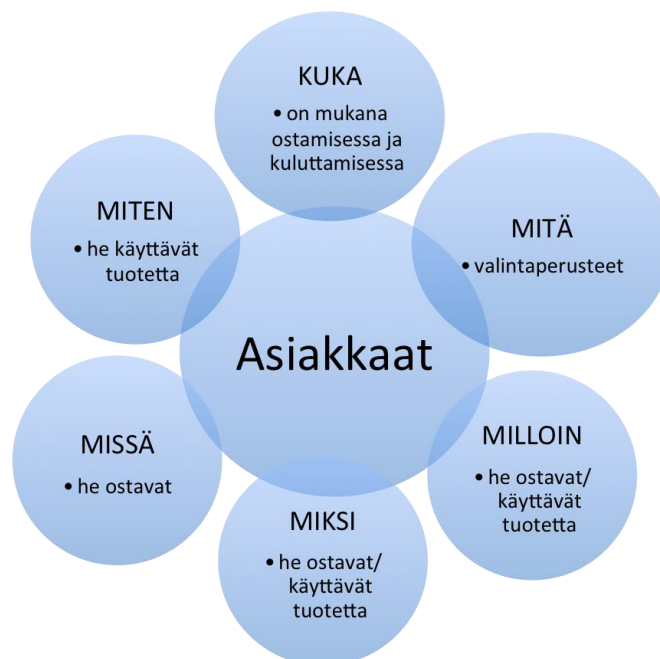 KUKA
• on mukana
ostamisessa ja
kuluttamisessa
MITÄ
• valintaperusteet
MILLOIN
• he ostavat/
käyttävät
tuotetta
MIKSI
• he ostavat/
käyttävät
tuotetta
MISSÄ
• he ostavat
MITEN
• he käyttävät
tuotetta
Asiakkaat